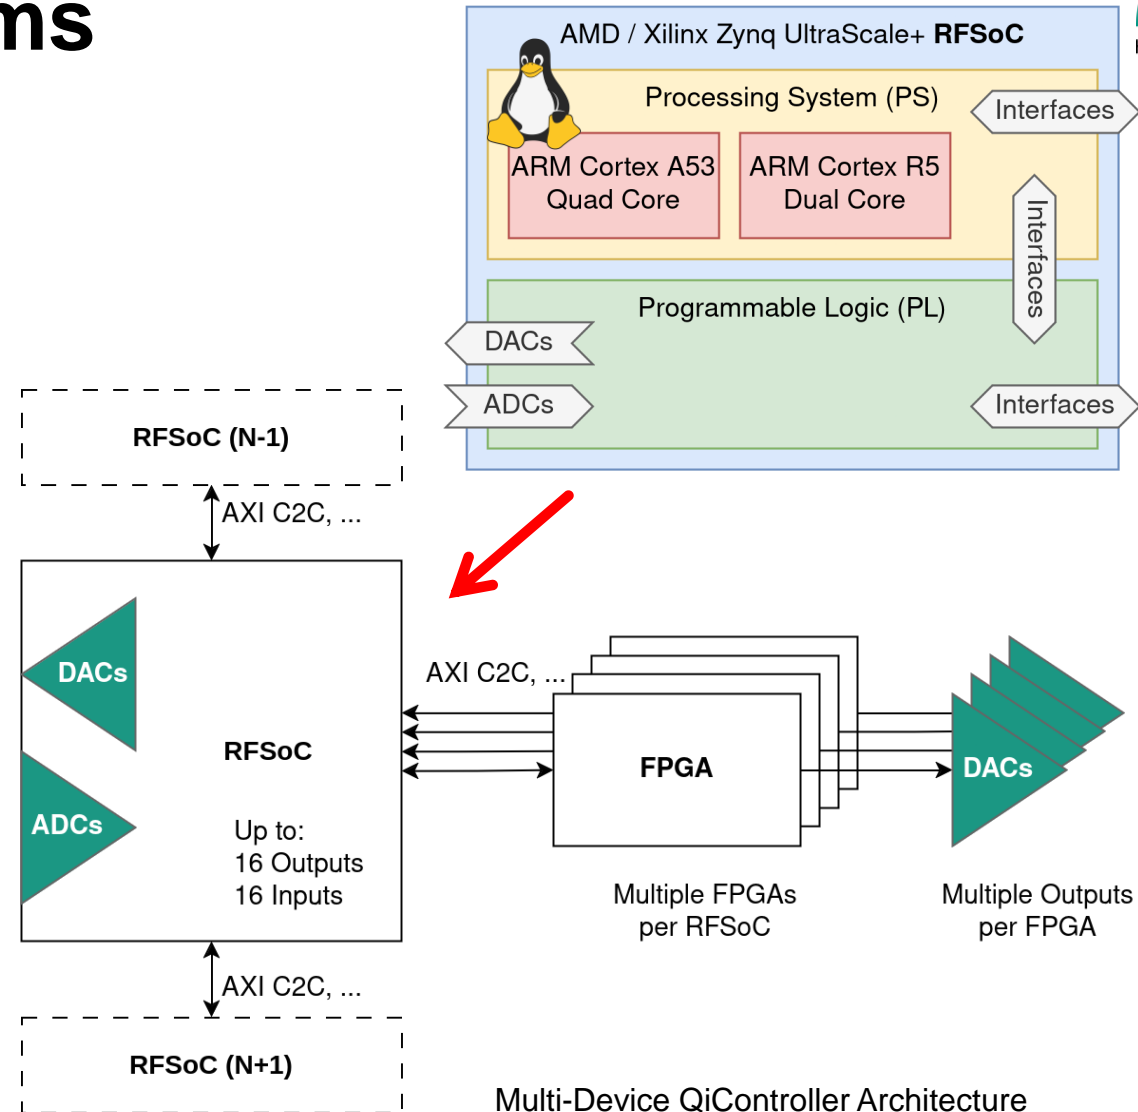 ms
AMD / Xilinx Zynq UltraScale+ RFSoC
Processing System (PS)
Interfaces
ARM Cortex A53
Quad Core
ARM Cortex R5
Dual Core
Interfaces
Programmable Logic (PL)
DACs
ADCs
Interfaces
RFSoC (N-1)
AXI C2C, ...
DACs
RFSoC
ADCs
Up to:
16 Outputs
16 Inputs
AXI C2C, ...
FPGA
DACs
Multiple FPGAs
per RFSoC
Multiple Outputs
per FPGA
AXI C2C, ...
RFSoC (N+1)
Multi-Device QiController Architecture